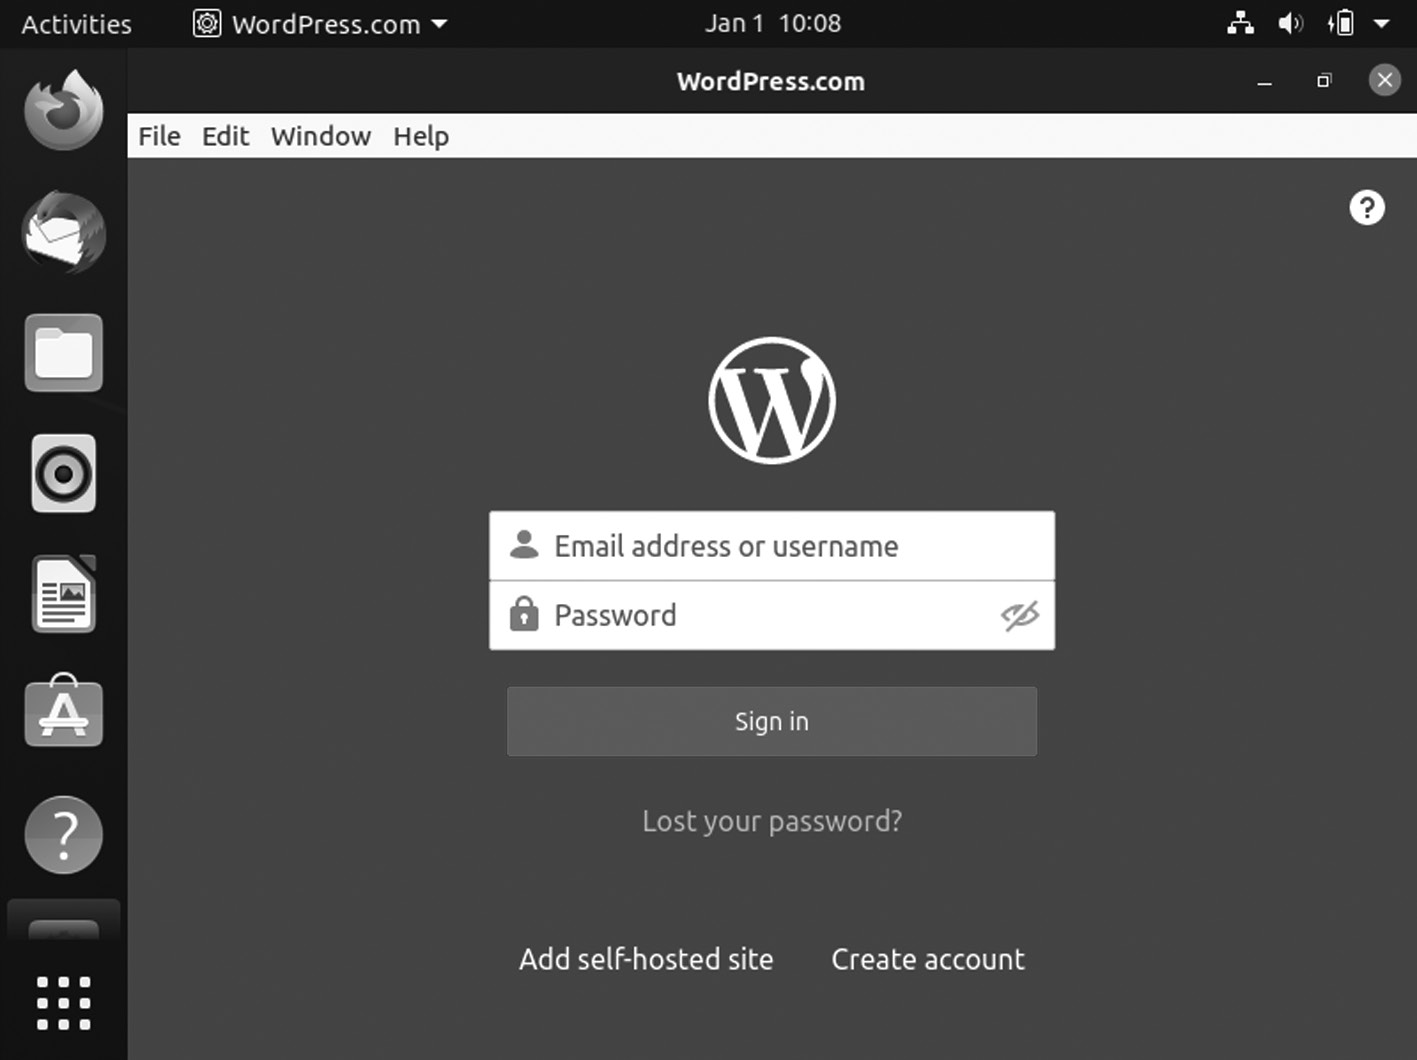 Activities WordPress.com Jan 1 10:08
WordPress.com
File Edit Window Help
?
W
Email address or username
Password
Sign in
Lost your password?
Add self-hosted site Create account
A
?